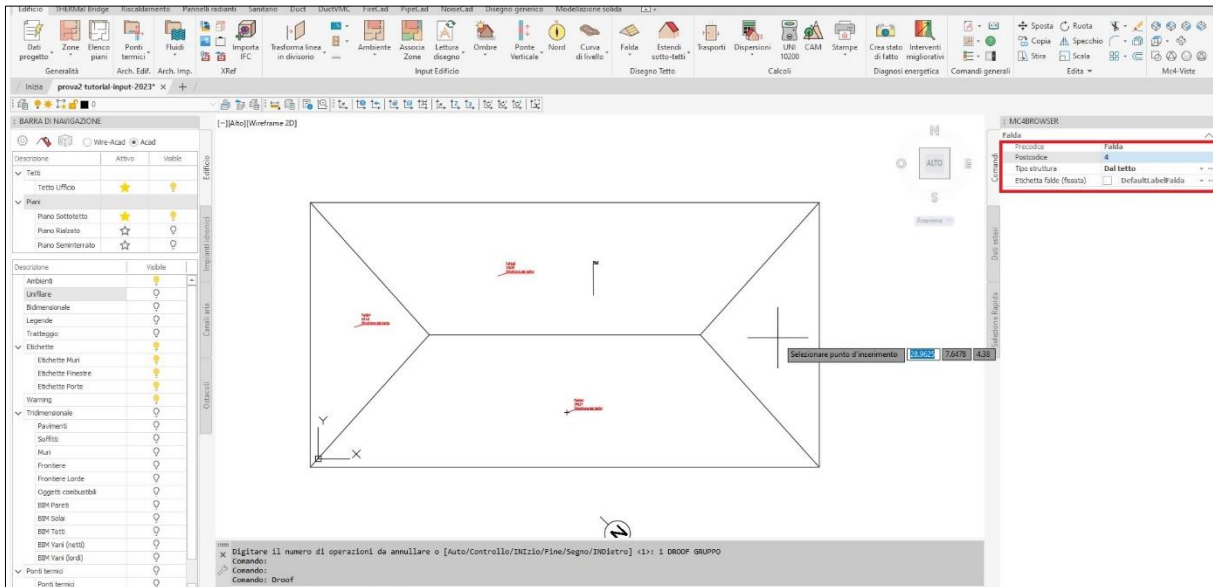 Edificio THERMal Bridge Riscaldamento Pannelli radianti Sanitario Duct DuctVMC FireCad PipeCad NoiseCad Disegno generico Modellazione solida
Dati progetto
Zone
Elenco piani
Ponti termici
Fluidi
Importa IFC
Trasforma linea in divisorio
Ambiente
Associa Zone
Lettura disegno
Ombre
Ponte Verticale
Nord
Curva di livello
Falda
Estendi sotto-tetti
Trasporti
Dispersioni
UNI 10200
CAM
Stampe
Crea stato di fatto
Interventi migliorativi
Sposta Ruota
Copia Specchio
Stira Scala
Generalità Arch. Edif. Arch. Imp. XRef Input Edificio Disegno Tetto Calcoli Diagnosi energetica Comandi generali Edita Mc4-Viste
Inizia prova2 tutorial-input-2023*
0
BARRA DI NAVIGAZIONE
Wire-Acad Acad
Descrizione Attivo Visible
Tetti
Tetto Ufficio
Piani
Piano Sottotetto
Piano Rialzato
Piano Seminterrato
Descrizione Visible
Ambienti
Unifilare
Bidimensionale
Legende
Tratteggio
Etichette
Etichette Muri
Etichette Finestre
Etichette Porte
Warning
Tridimensionale
Pavimenti
Soffitti
Muri
Frontiere
Frontiere Lorde
Oggetti combustibili
BIM Pareti
BIM Solai
BIM Tetti
BIM Vani (netti)
BIM Vani (lordi)
Ponti termici
Ponti termici
Edificio
Impianti idronici
Canali aria
Ostacoli
[-][Alto][Wireframe 2D]
N
ALTO
E
S
Anonimo
Selezionare punto d'inserimento 28.9625 7.6478 4.38
Y
X
N
Digitare il numero di operazioni da annullare o [Auto/Controllo/INIzio/Fine/Segno/INDietro] <1>: 1 DROOF GRUPPO
Comando:
Comando:
Comando: Droof
Comandi
Dati estesi
Selezione Rapida
MC4BROWSER
Falda
Precodice Falda
Postcodice 4
Tipo struttura Dal tetto
Etichetta falde (fissata) DefaultLabelFalda